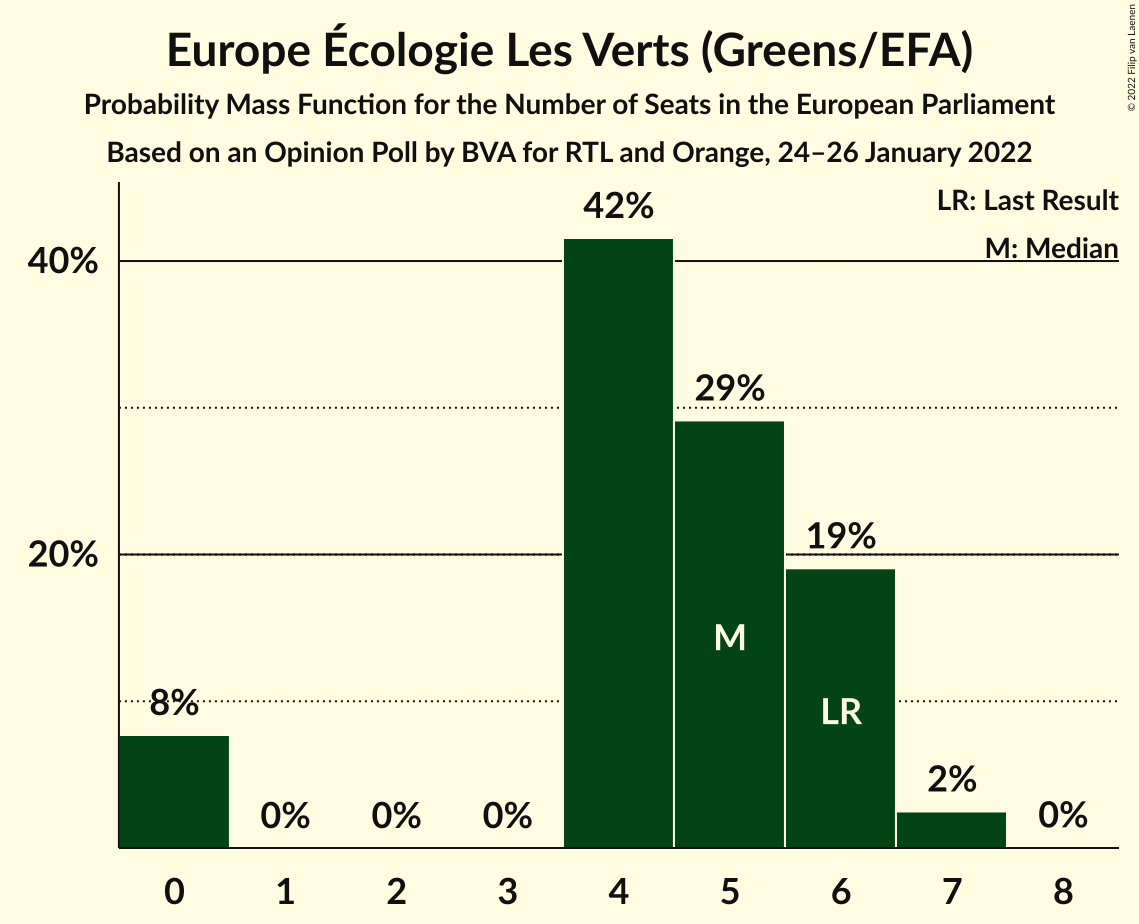 Europe Écologie Les Verts (Greens/EFA)
Probability Mass Function for the Number of Seats in the European Parliament
Based on an Opinion Poll by BVA for RTL and Orange, 24–26 January 2022
© 2022 Filip van Laenen
LR: Last Result
M: Median
42%
40%
29%
20%
19%
M
LR
8%
2%
0%
0%
0%
0%
0 1 2 3 4 5 6 7 8